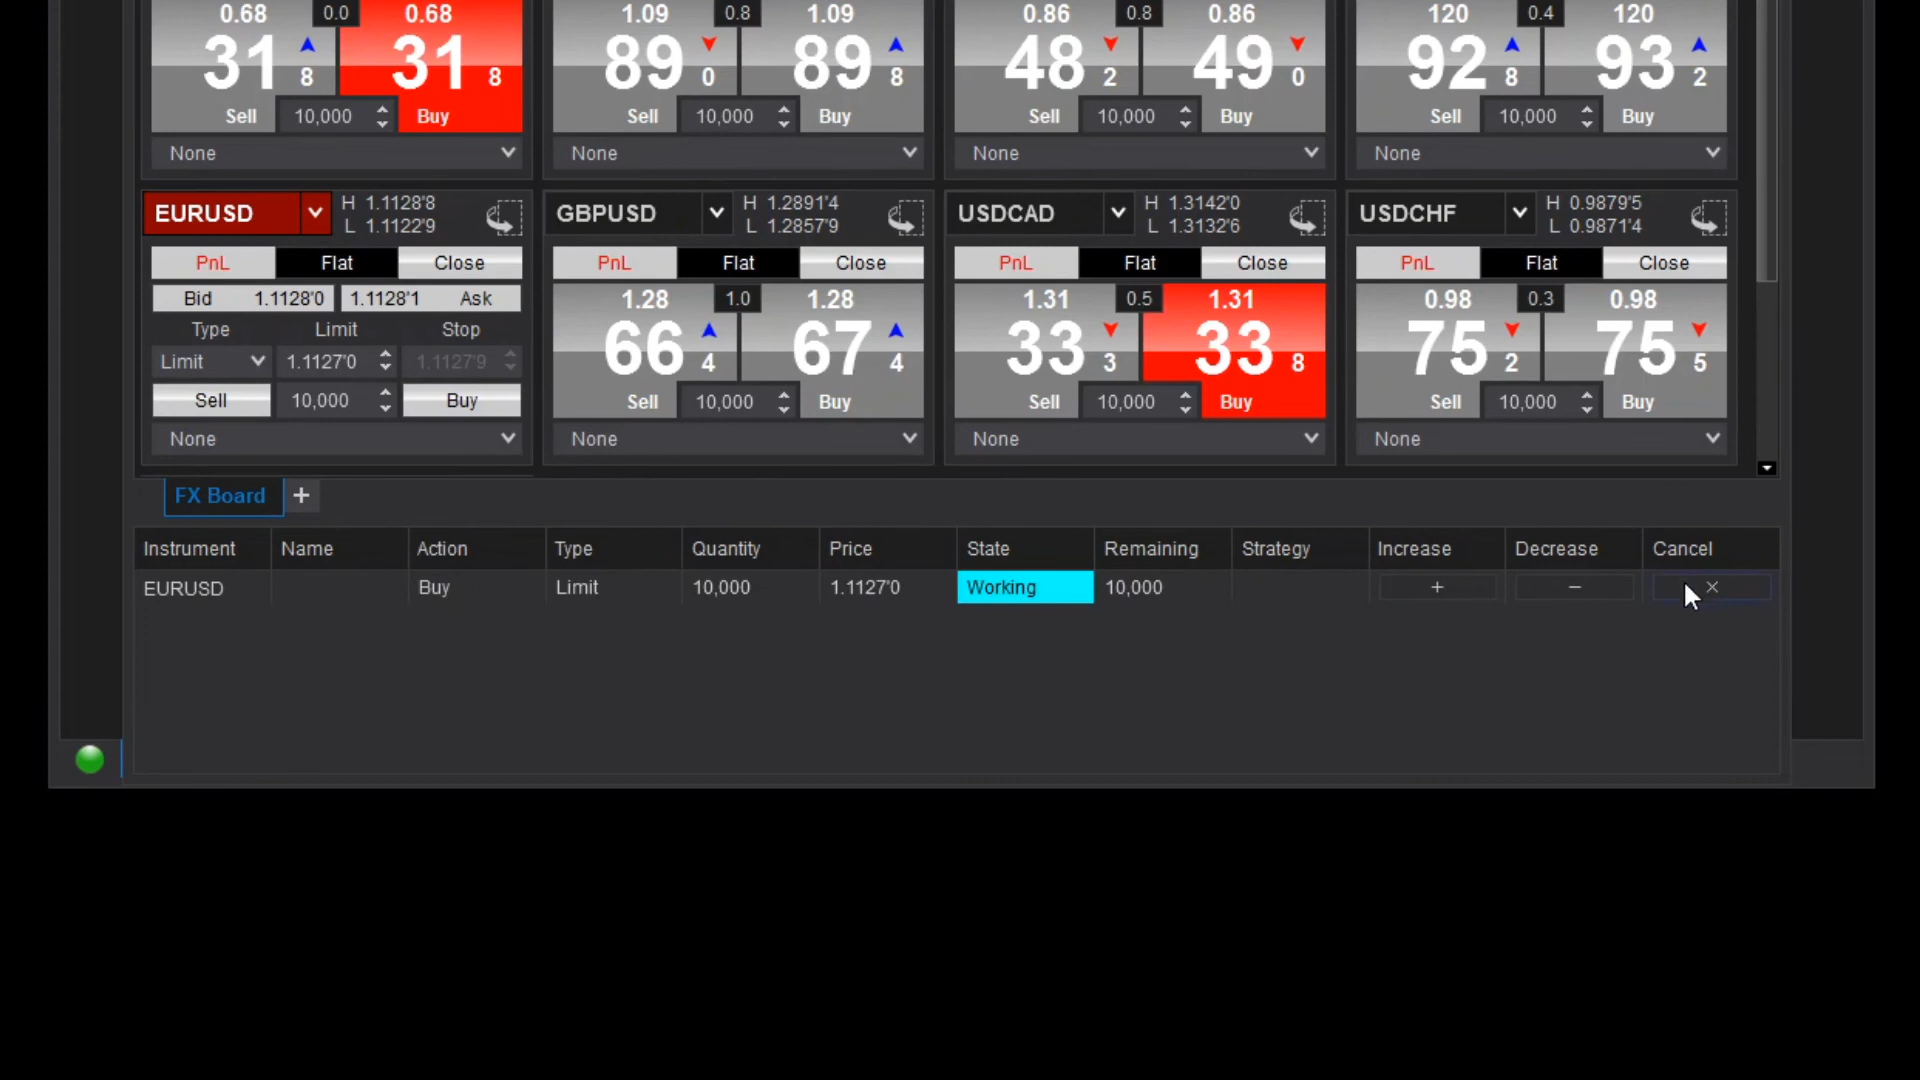 0.68 0.0 0.68 1.09 0.8 1.09 0.86 0.8 0.86 120 0.4 120
31 8 31 8 89 0 89 8 48 2 49 0 92 8 93 2
Sell 10,000 Buy Sell 10,000 Buy Sell 10,000 Buy Sell 10,000 Buy
None None None None
EURUSD H 1.1128'8 GBPUSD H 1.2891'4 USDCAD H 1.3142'0 USDCHF H 0.9879'5
L 1.1122'9 L 1.2857'9 L 1.3132'6 L 0.9871'4
PnL Flat Close PnL Flat Close PnL Flat Close PnL Flat Close
Bid 1.1128'0 1.1128'1 Ask 1.28 1.0 1.28 1.31 0.5 1.31 0.98 0.3 0.98
Type Limit Stop 66 4 67 4 33 3 33 8 75 2 75 5
Limit 1.1127'0 1.1127'9
Sell 10,000 Buy Sell 10,000 Buy Sell 10,000 Buy Sell 10,000 Buy
None None None None
FX Board +
Instrument Name Action Type Quantity Price State Remaining Strategy Increase Decrease Cancel
EURUSD Buy Limit 10,000 1.1127'0 Working 10,000 + − ×